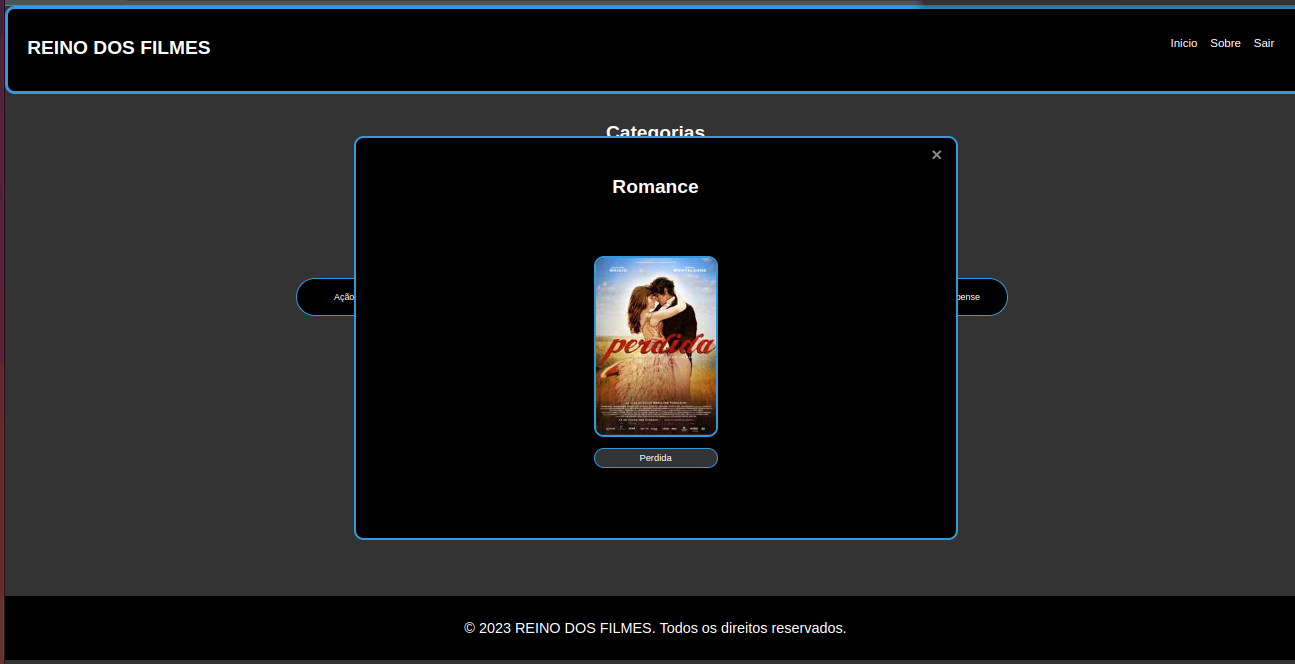 REINO DOS FILMES
Inicio Sobre Sair
Categorias
×
Romance
Ação
pense
perdida
Perdida
© 2023 REINO DOS FILMES. Todos os direitos reservados.